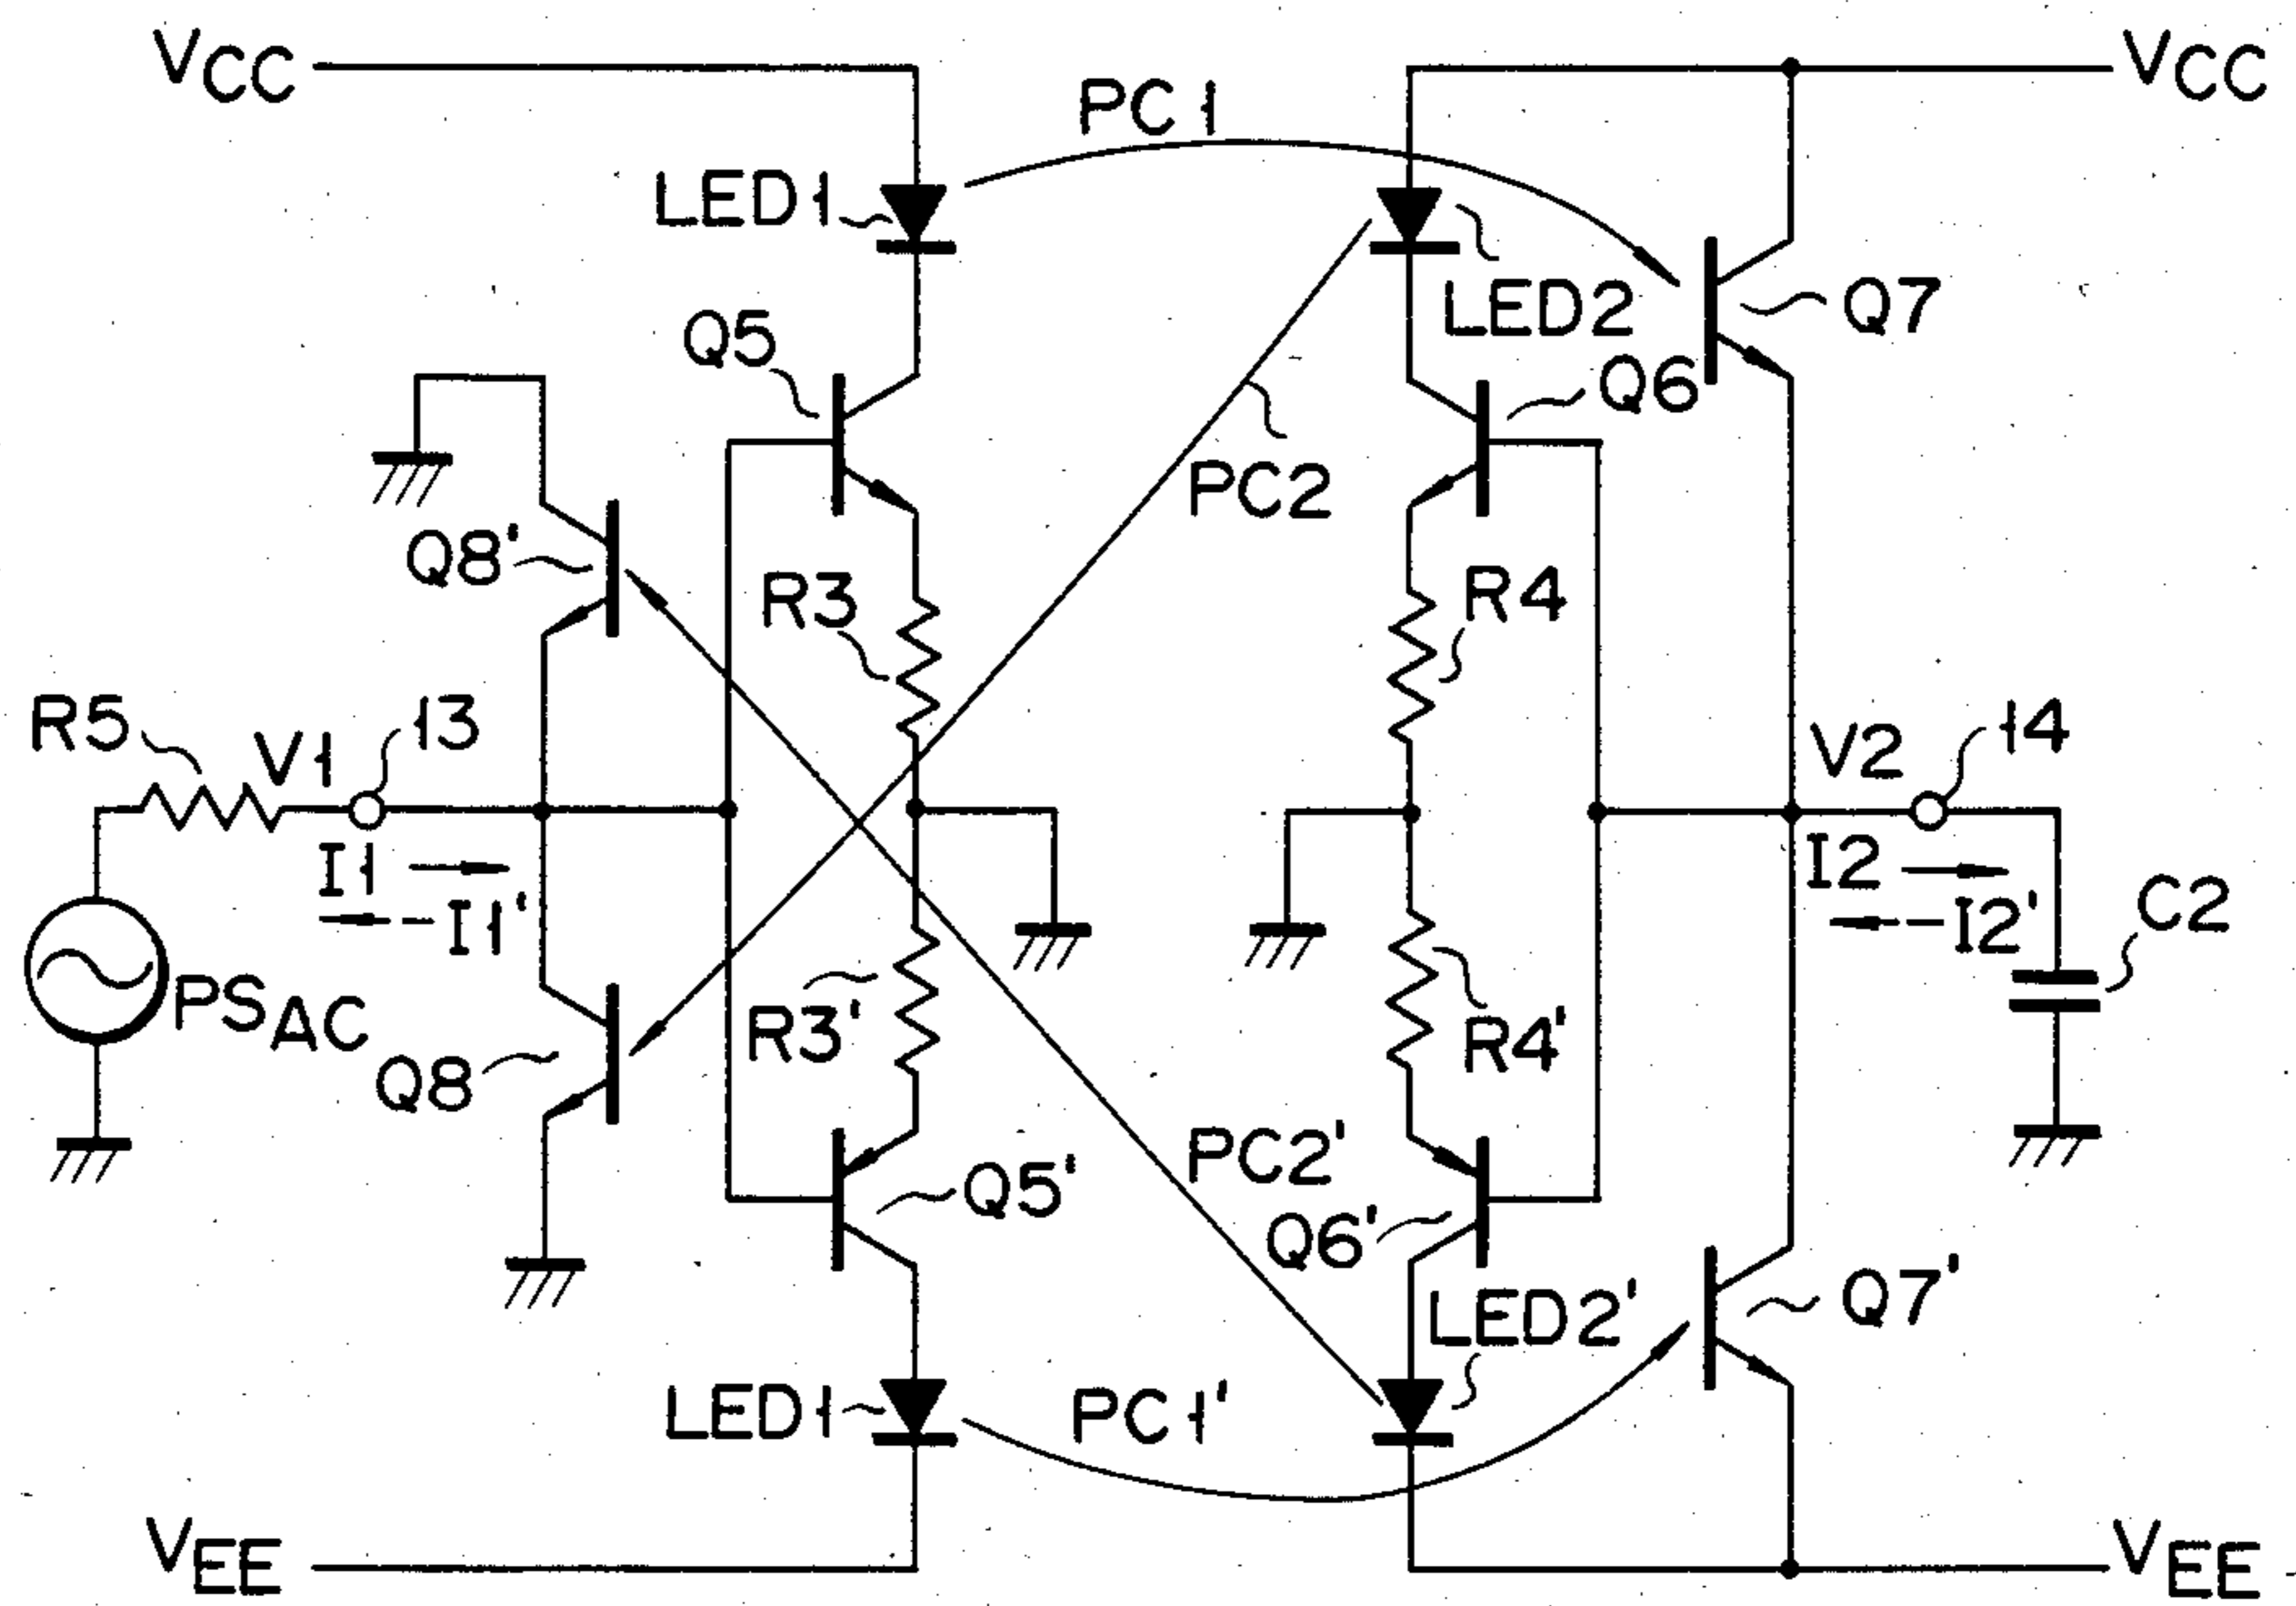 VCC
VCC
PC1
LED1
LED2
Q7
Q5
Q6
PC2
Q8'
R3
R4
R5
V1
13
V2
14
I1
I1'
I2
I2'
C2
PSAC
R3'
R4'
Q8
Q5'
PC2'
Q6'
LED2'
Q7'
LED1
PC1'
VEE
VEE